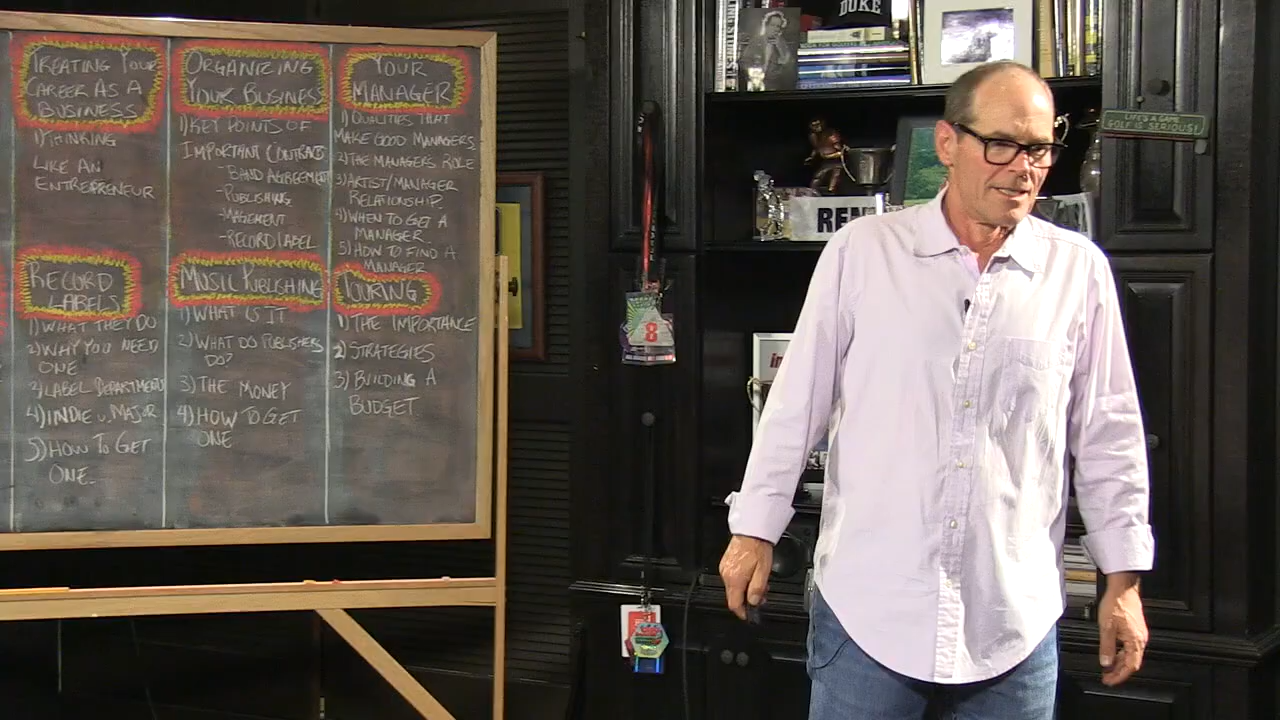 TREATING YOUR
CAREER AS A
BUSINESS
1) THINKING
LIKE AN
ENTREPRENEUR
ORGANIZING
YOUR BUSINESS
1) KEY POINTS OF
IMPORTANT CONTRACTS
- BAND AGREEMENT
- PUBLISHING
- MAGEMENT
- RECORD LABEL
YOUR
MANAGER
1) QUALITIES THAT
MAKE GOOD MANAGERS.
2) THE MANAGERS ROLE
3) ARTIST/MANAGER
RELATIONSHIP.
4) WHEN TO GET A
MANAGER.
5) HOW TO FIND A
MANAGER
RECORD
LABELS
1) WHAT THEY DO
2) WHY YOU NEED
ONE
3) LABEL DEPARTMENTS
4) INDIE v. MAJOR
5) HOW TO GET
ONE.
MUSIC PUBLISHING
1) WHAT IS IT
2) WHAT DO PUBLISHERS
DO?
3) THE MONEY
4) HOW TO GET
ONE
TOURING
1) THE IMPORTANCE
2) STRATEGIES
3) BUILDING A
BUDGET.
DUKE
LIFE'S A GAME
GOLF IS SERIOUS!
REN
8